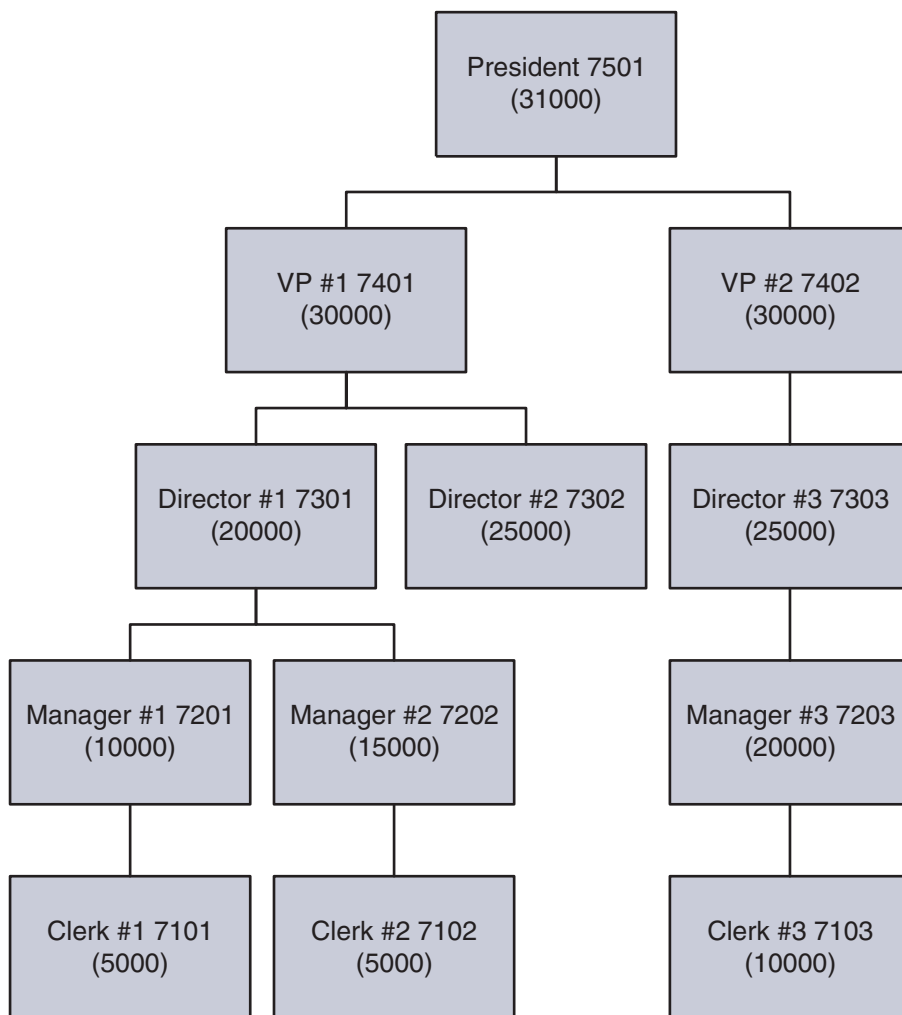 President 7501
(31000)
VP #1 7401
(30000)
VP #2 7402
(30000)
Director #1 7301
(20000)
Director #2 7302
(25000)
Director #3 7303
(25000)
Manager #1 7201
(10000)
Manager #2 7202
(15000)
Manager #3 7203
(20000)
Clerk #1 7101
(5000)
Clerk #2 7102
(5000)
Clerk #3 7103
(10000)